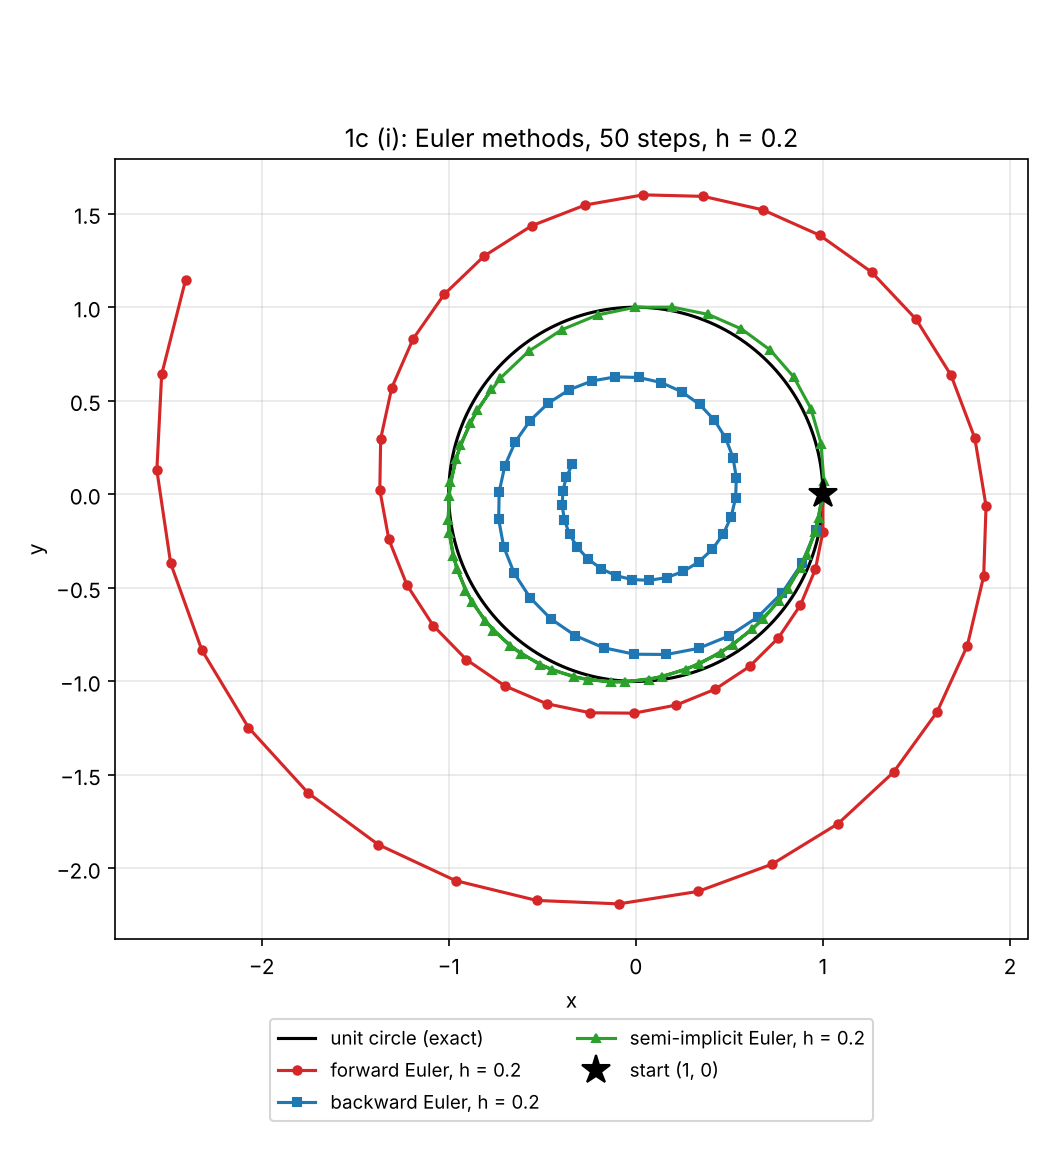 1c (i): Euler methods, 50 steps, h = 0.2
1.5
1.0
0.5
0.0
−0.5
−1.0
−1.5
−2.0
y
−2
−1
0
1
2
x
unit circle (exact)
forward Euler, h = 0.2
backward Euler, h = 0.2
semi-implicit Euler, h = 0.2
start (1, 0)